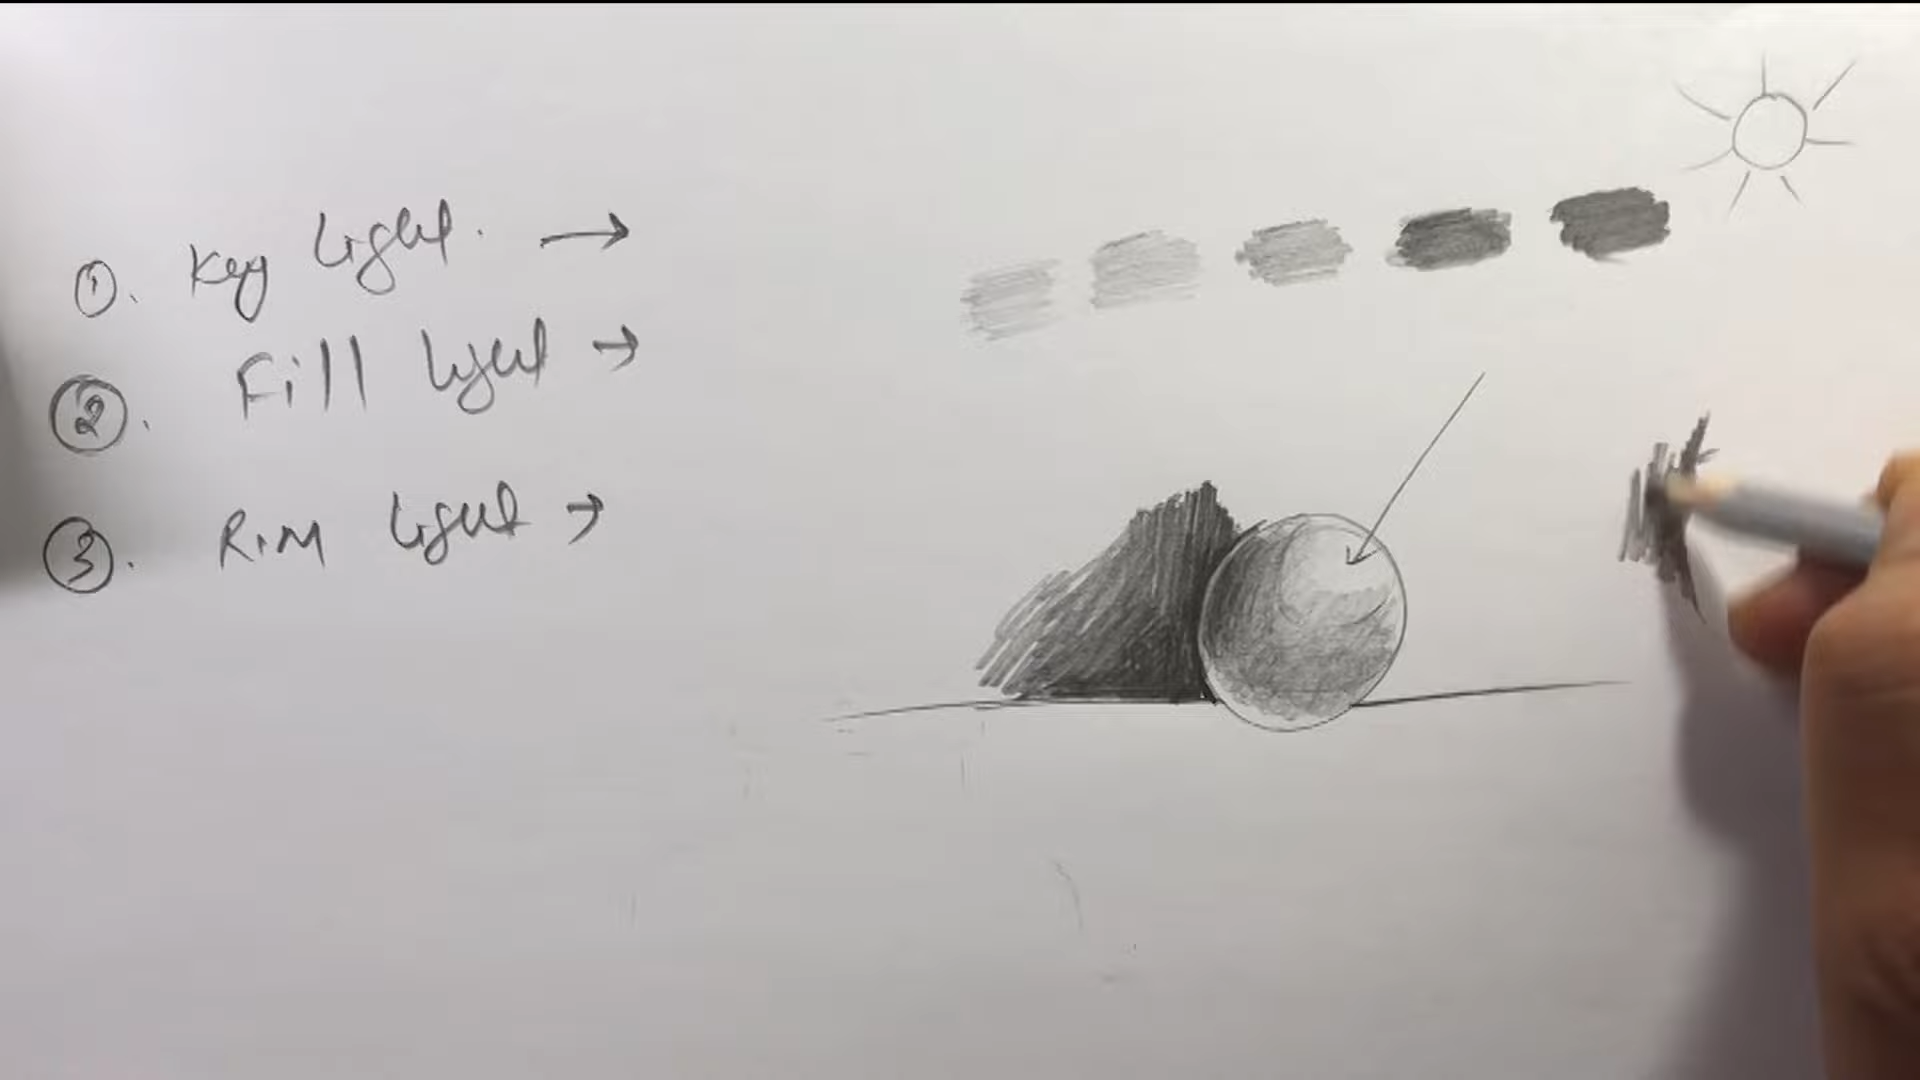 1. Key light. →
2. Fill light →
3. Rim light →